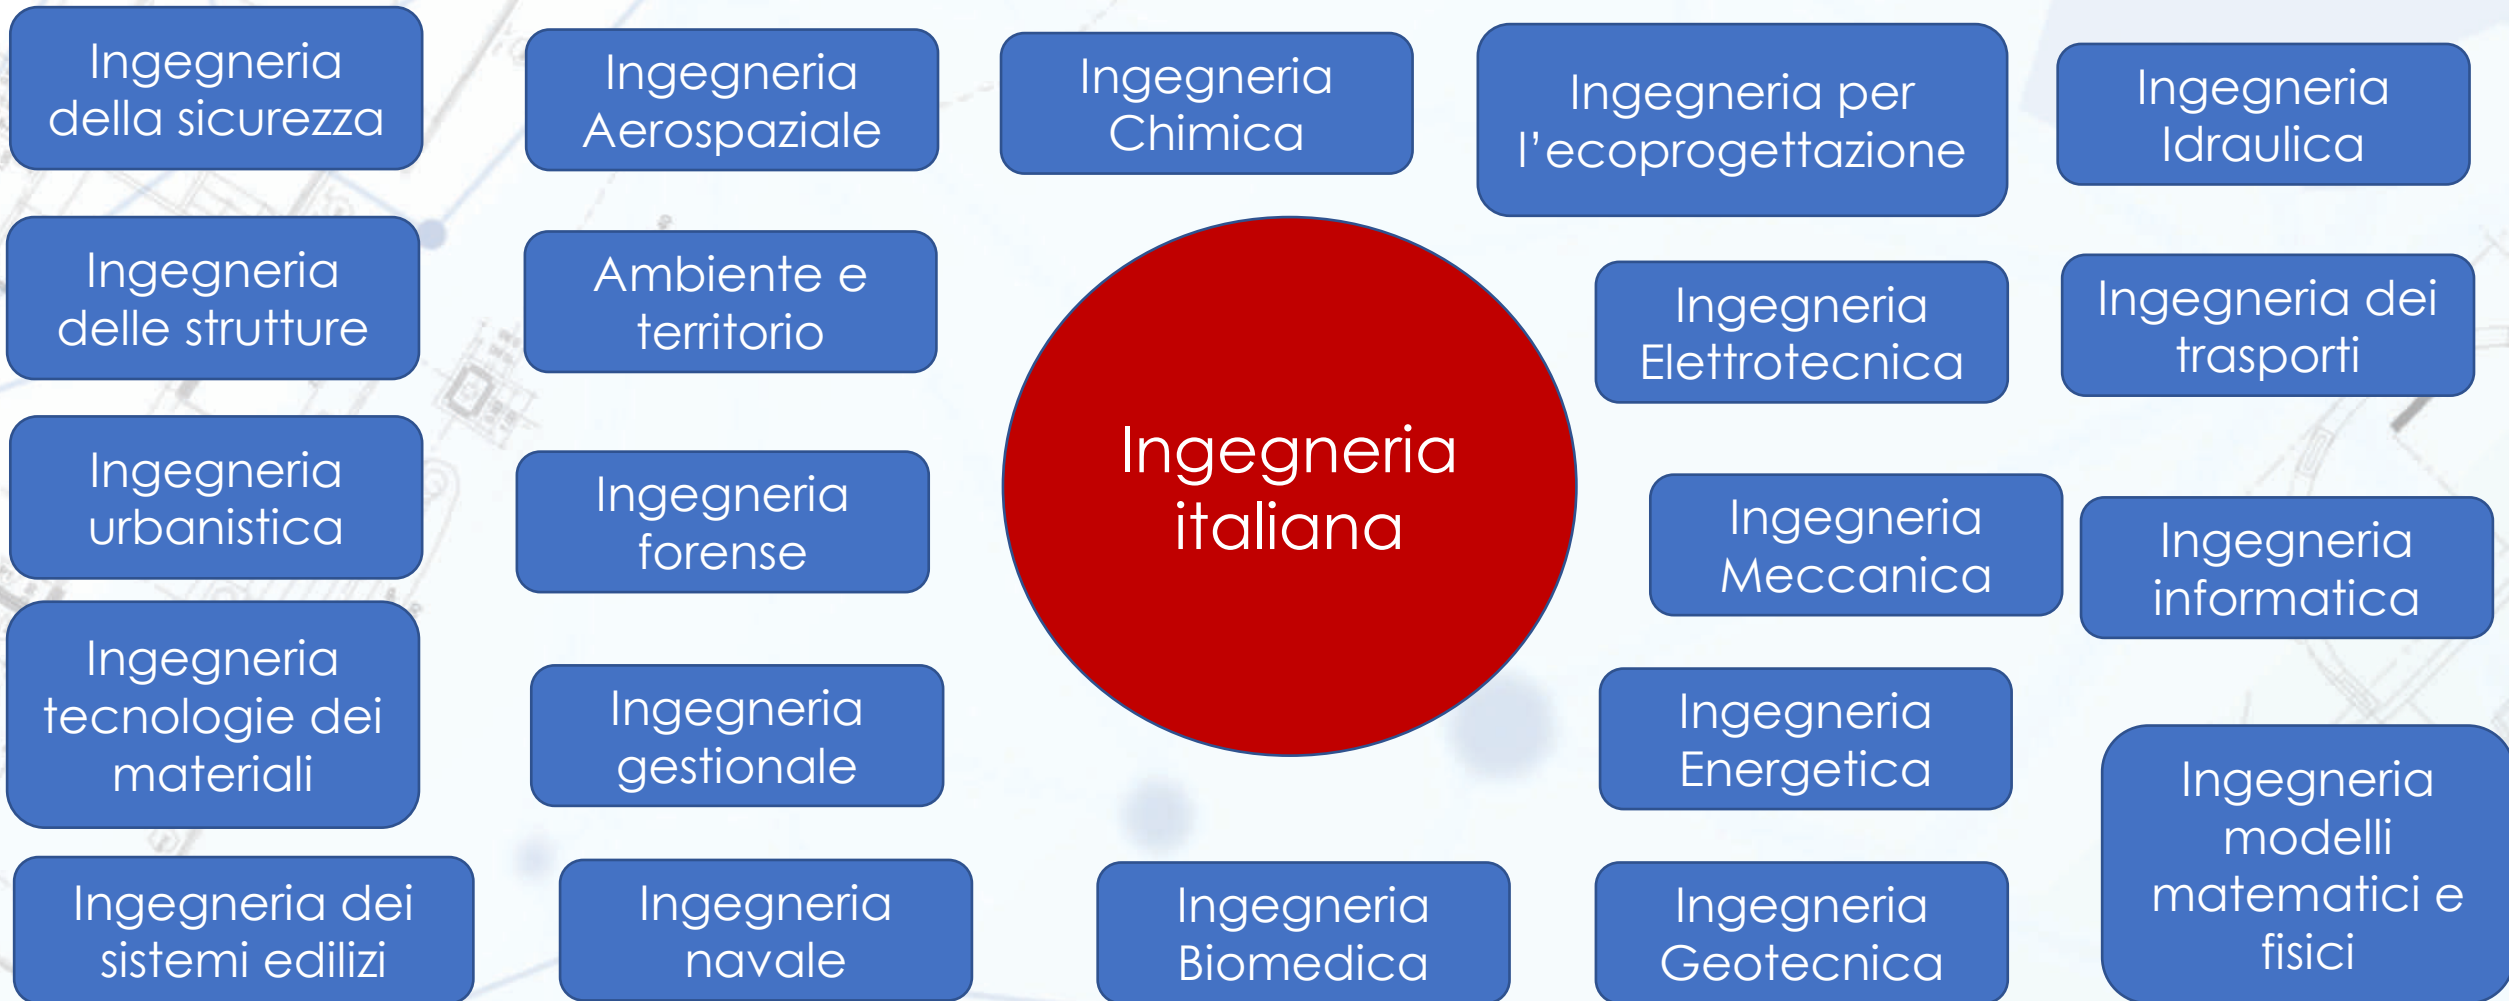 Ingegneria
della sicurezza
Ingegneria
Aerospaziale
Ingegneria
Chimica
Ingegneria per
l’ecoprogettazione
Ingegneria
Idraulica
Ingegneria
delle strutture
Ambiente e
territorio
Ingegneria
Elettrotecnica
Ingegneria dei
trasporti
Ingegneria
urbanistica
Ingegneria
forense
Ingegneria
italiana
Ingegneria
Meccanica
Ingegneria
informatica
Ingegneria
tecnologie dei
materiali
Ingegneria
gestionale
Ingegneria
Energetica
Ingegneria
modelli
matematici e
fisici
Ingegneria dei
sistemi edilizi
Ingegneria
navale
Ingegneria
Biomedica
Ingegneria
Geotecnica